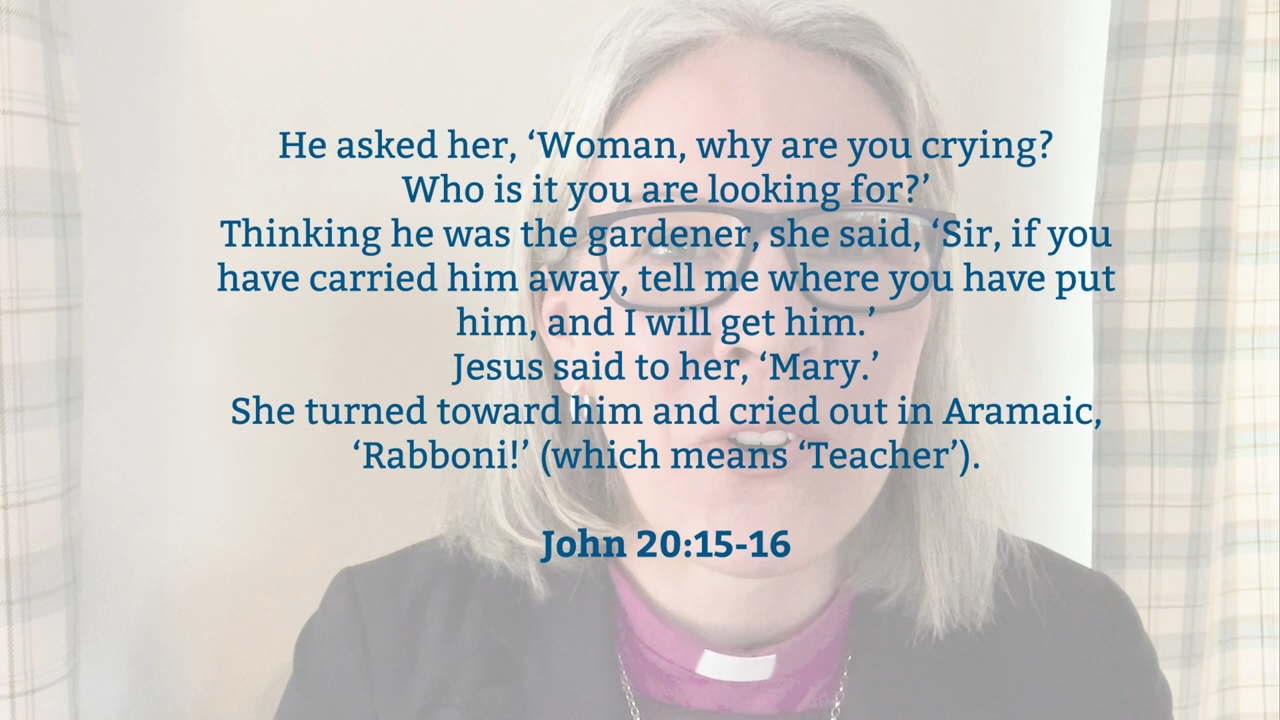 He asked her, ‘Woman, why are you crying?
Who is it you are looking for?’
Thinking he was the gardener, she said, ‘Sir, if you
have carried him away, tell me where you have put
him, and I will get him.’
Jesus said to her, ‘Mary.’
She turned toward him and cried out in Aramaic,
‘Rabboni!’ (which means ‘Teacher’).
John 20:15-16